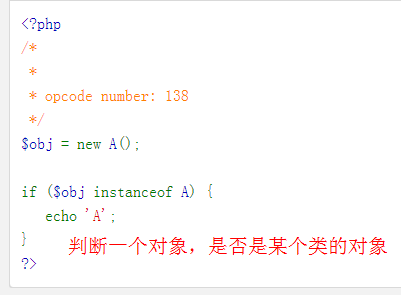 <?php
/*
 *
 * opcode number: 138
 */
$obj = new A();
if ($obj instanceof A) {
   echo 'A';
}
判断一个对象，是否是某个类的对象
?>